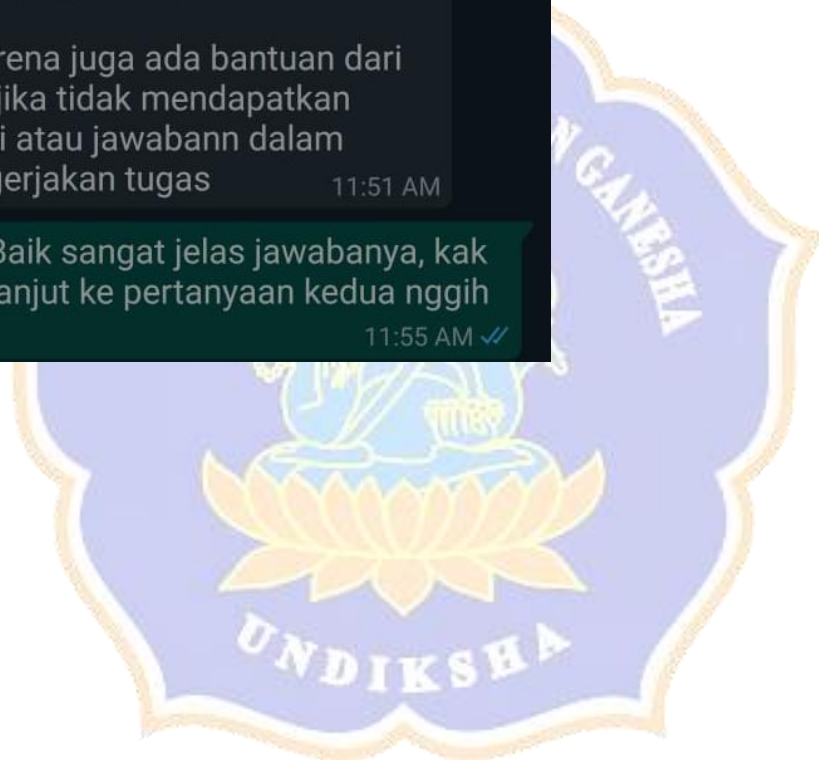 rena juga ada bantuan dari
jika tidak mendapatkan
i atau jawabann dalam
gerjakan tugas
11:51 AM
Baik sangat jelas jawabanya, kak
anjut ke pertanyaan kedua nggih
11:55 AM
N GANESHA
UNDIKSHA